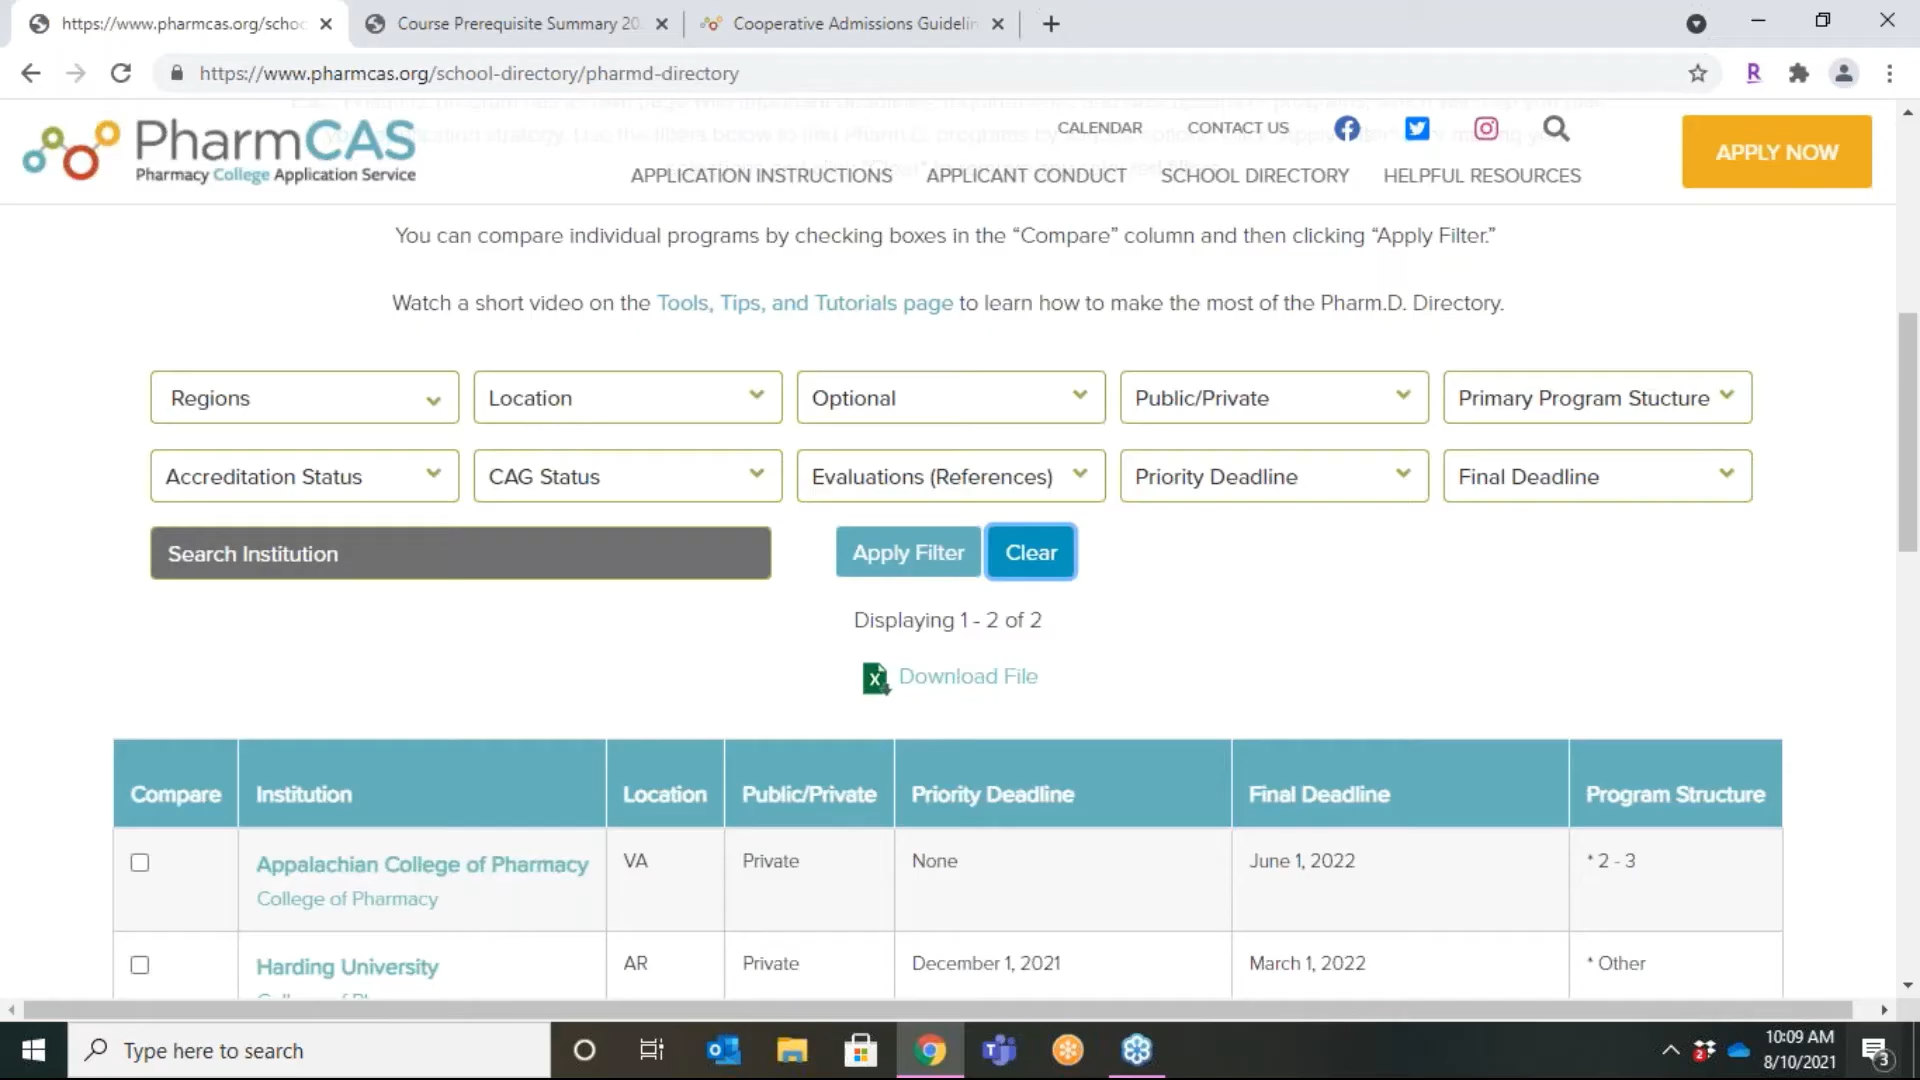 https://www.pharmcas.org/schoo
Course Prerequisite Summary 20
Cooperative Admissions Guidelin
https://www.pharmcas.org/school-directory/pharmd-directory
R
PharmCAS
Pharmacy College Application Service
CALENDAR
CONTACT US
APPLICATION INSTRUCTIONS
APPLICANT CONDUCT
SCHOOL DIRECTORY
HELPFUL RESOURCES
APPLY NOW
You can compare individual programs by checking boxes in the “Compare” column and then clicking “Apply Filter.”
Watch a short video on the Tools, Tips, and Tutorials page to learn how to make the most of the Pharm.D. Directory.
Regions
Location
Optional
Public/Private
Primary Program Stucture
Accreditation Status
CAG Status
Evaluations (References)
Priority Deadline
Final Deadline
Search Institution
Apply Filter
Clear
Displaying 1 - 2 of 2
Download File
Compare
Institution
Location
Public/Private
Priority Deadline
Final Deadline
Program Structure
Appalachian College of Pharmacy
College of Pharmacy
VA
Private
None
June 1, 2022
* 2 - 3
Harding University
AR
Private
December 1, 2021
March 1, 2022
* Other
Type here to search
10:09 AM
8/10/2021
2
3